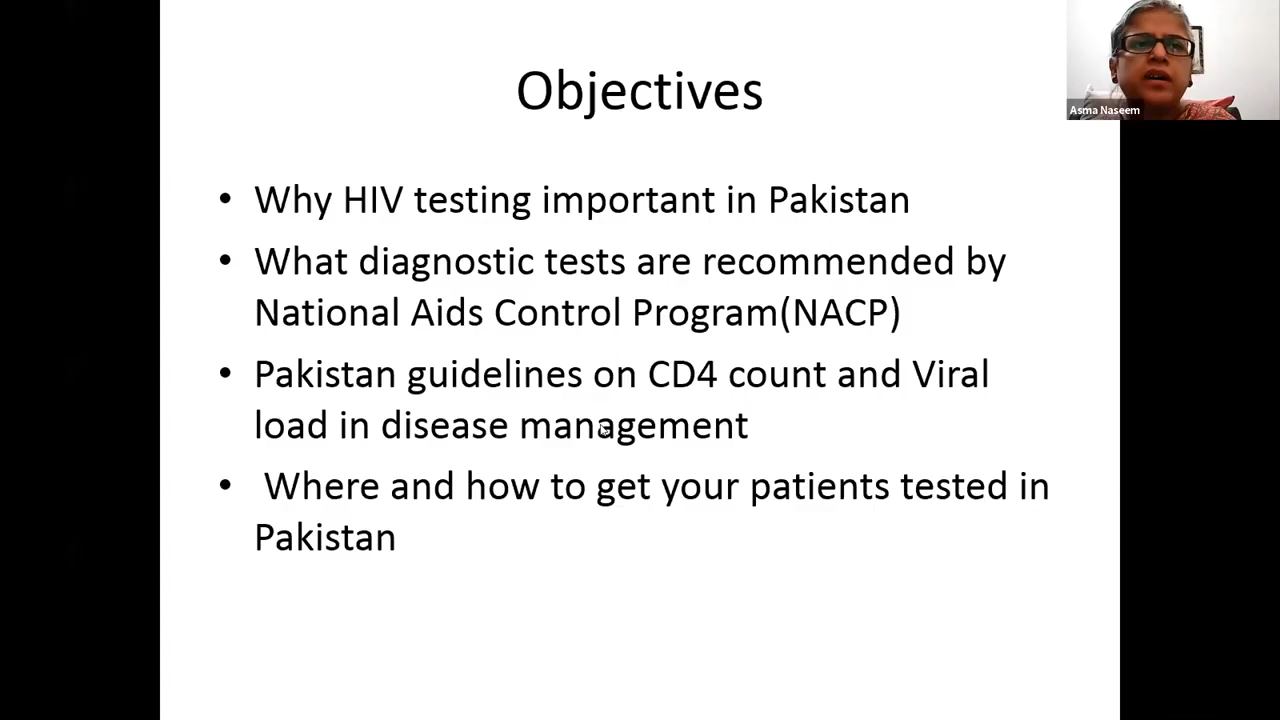 Objectives
Asma Naseem
• Why HIV testing important in Pakistan
• What diagnostic tests are recommended by
National Aids Control Program(NACP)
• Pakistan guidelines on CD4 count and Viral
load in disease management
• Where and how to get your patients tested in
Pakistan